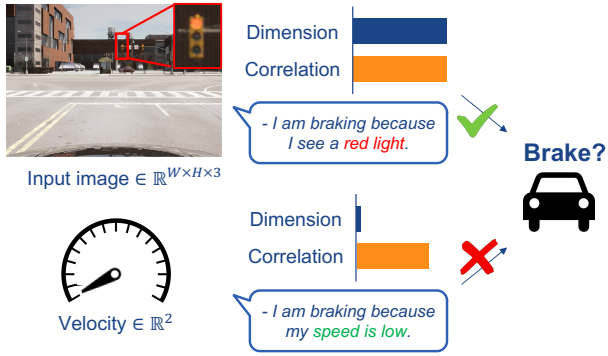 Dimension
Correlation
- I am braking because
I see a red light.
Input image ∈ ℝ^{W×H×3}
Brake?
Dimension
Correlation
- I am braking because
my speed is low.
Velocity ∈ ℝ^2